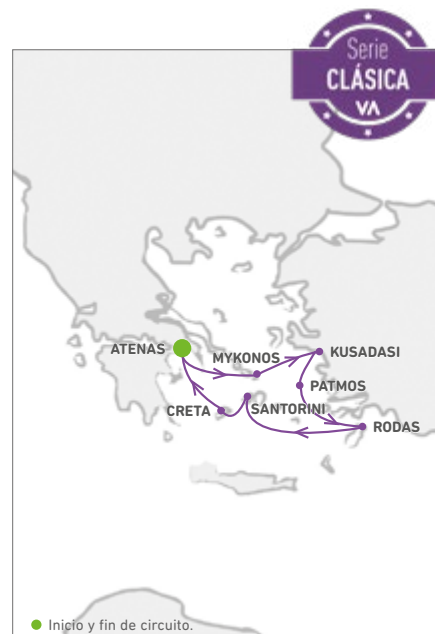 Serie
CLÁSICA
VA
ATENAS
MYKONOS
KUSADASI
PATMOS
CRETA
SANTORINI
RODAS
Inicio y fin de circuito.